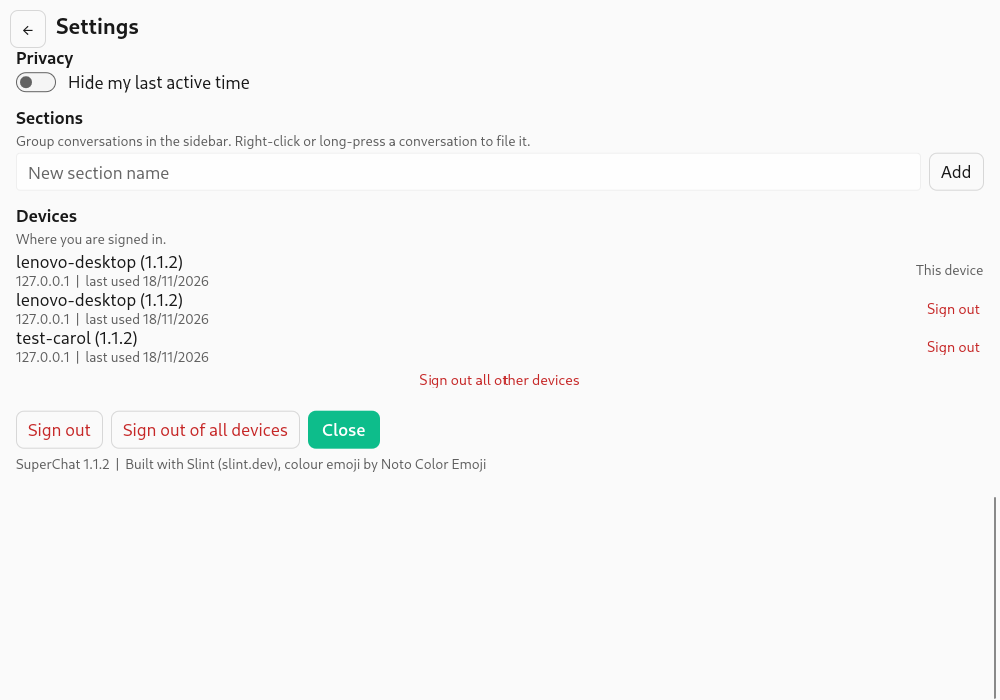 ← Settings
Privacy
Hide my last active time
Sections
Group conversations in the sidebar. Right-click or long-press a conversation to file it.
New section name
Add
Devices
Where you are signed in.
lenovo-desktop (1.1.2)
127.0.0.1 | last used 18/11/2026
This device
lenovo-desktop (1.1.2)
127.0.0.1 | last used 18/11/2026
Sign out
test-carol (1.1.2)
127.0.0.1 | last used 18/11/2026
Sign out
Sign out all other devices
Sign out
Sign out of all devices
Close
SuperChat 1.1.2 | Built with Slint (slint.dev), colour emoji by Noto Color Emoji